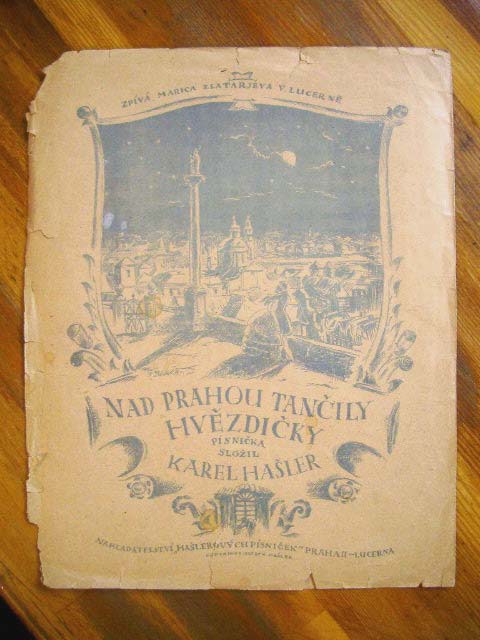 ZPÍVÁ MARICA ZLATARJEVA V LUCERNĚ
NAD PRAHOU TANČILY
HVĚZDIČKY
PÍSNIČKA
SLOŽIL
KAREL HAŠLER
NAKLADATELSTVÍ „HAŠLEROVÝCH PÍSNIČEK" PRAHA II – LUCERNA